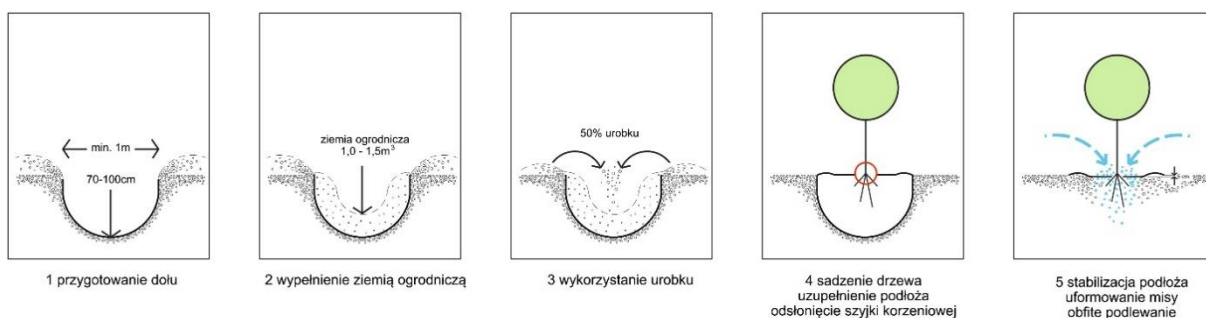 min. 1m
70-100cm
1 przygotowanie dołu
ziemia ogrodnicza
1,0 - 1,5m³
2 wypełnienie ziemią ogrodniczą
50% urobku
3 wykorzystanie urobku
4 sadzenie drzewa
uzupełnienie podłoża
odsłonięcie szyjki korzeniowej
cm
5 stabilizacja podłoża
uformowanie misy
obfite podlewanie